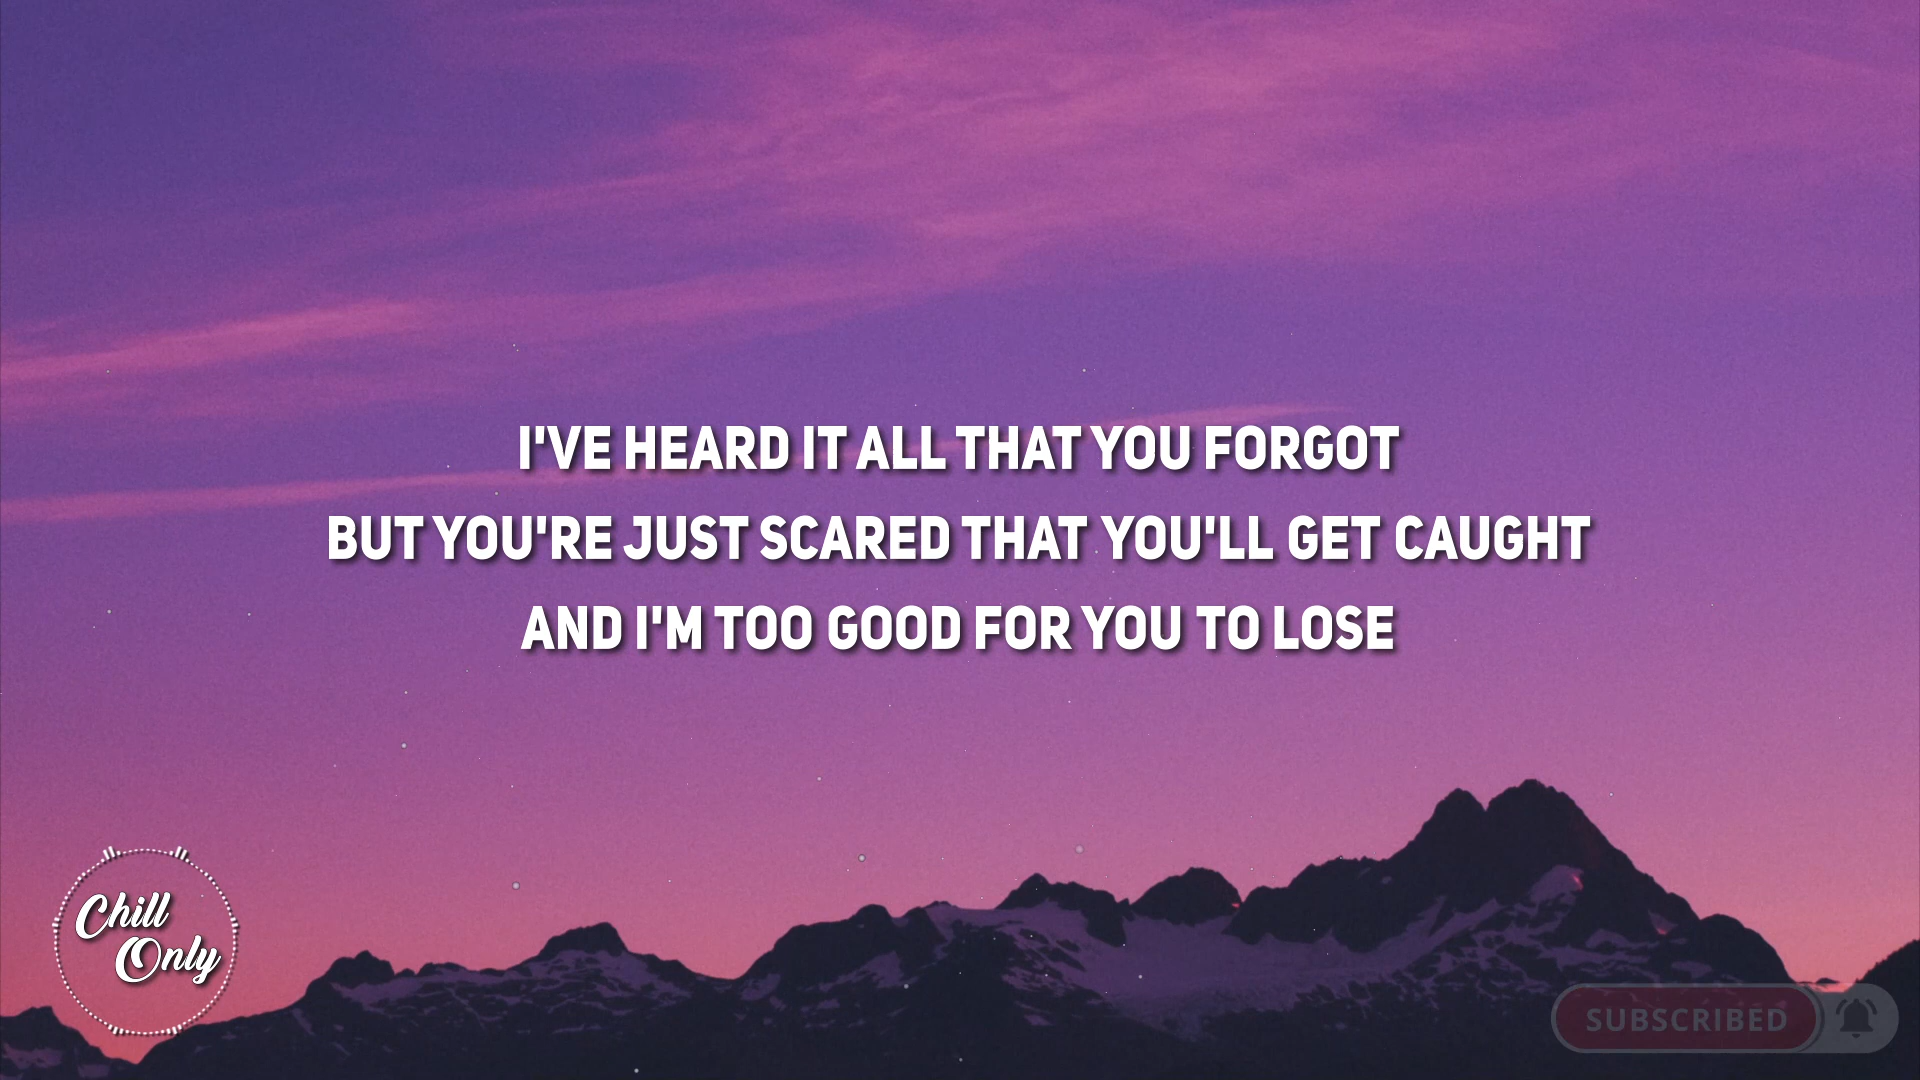 I'VE HEARD IT ALL THAT YOU FORGOT
BUT YOU'RE JUST SCARED THAT YOU'LL GET CAUGHT
AND I'M TOO GOOD FOR YOU TO LOSE
Chill
Only
SUBSCRIBED